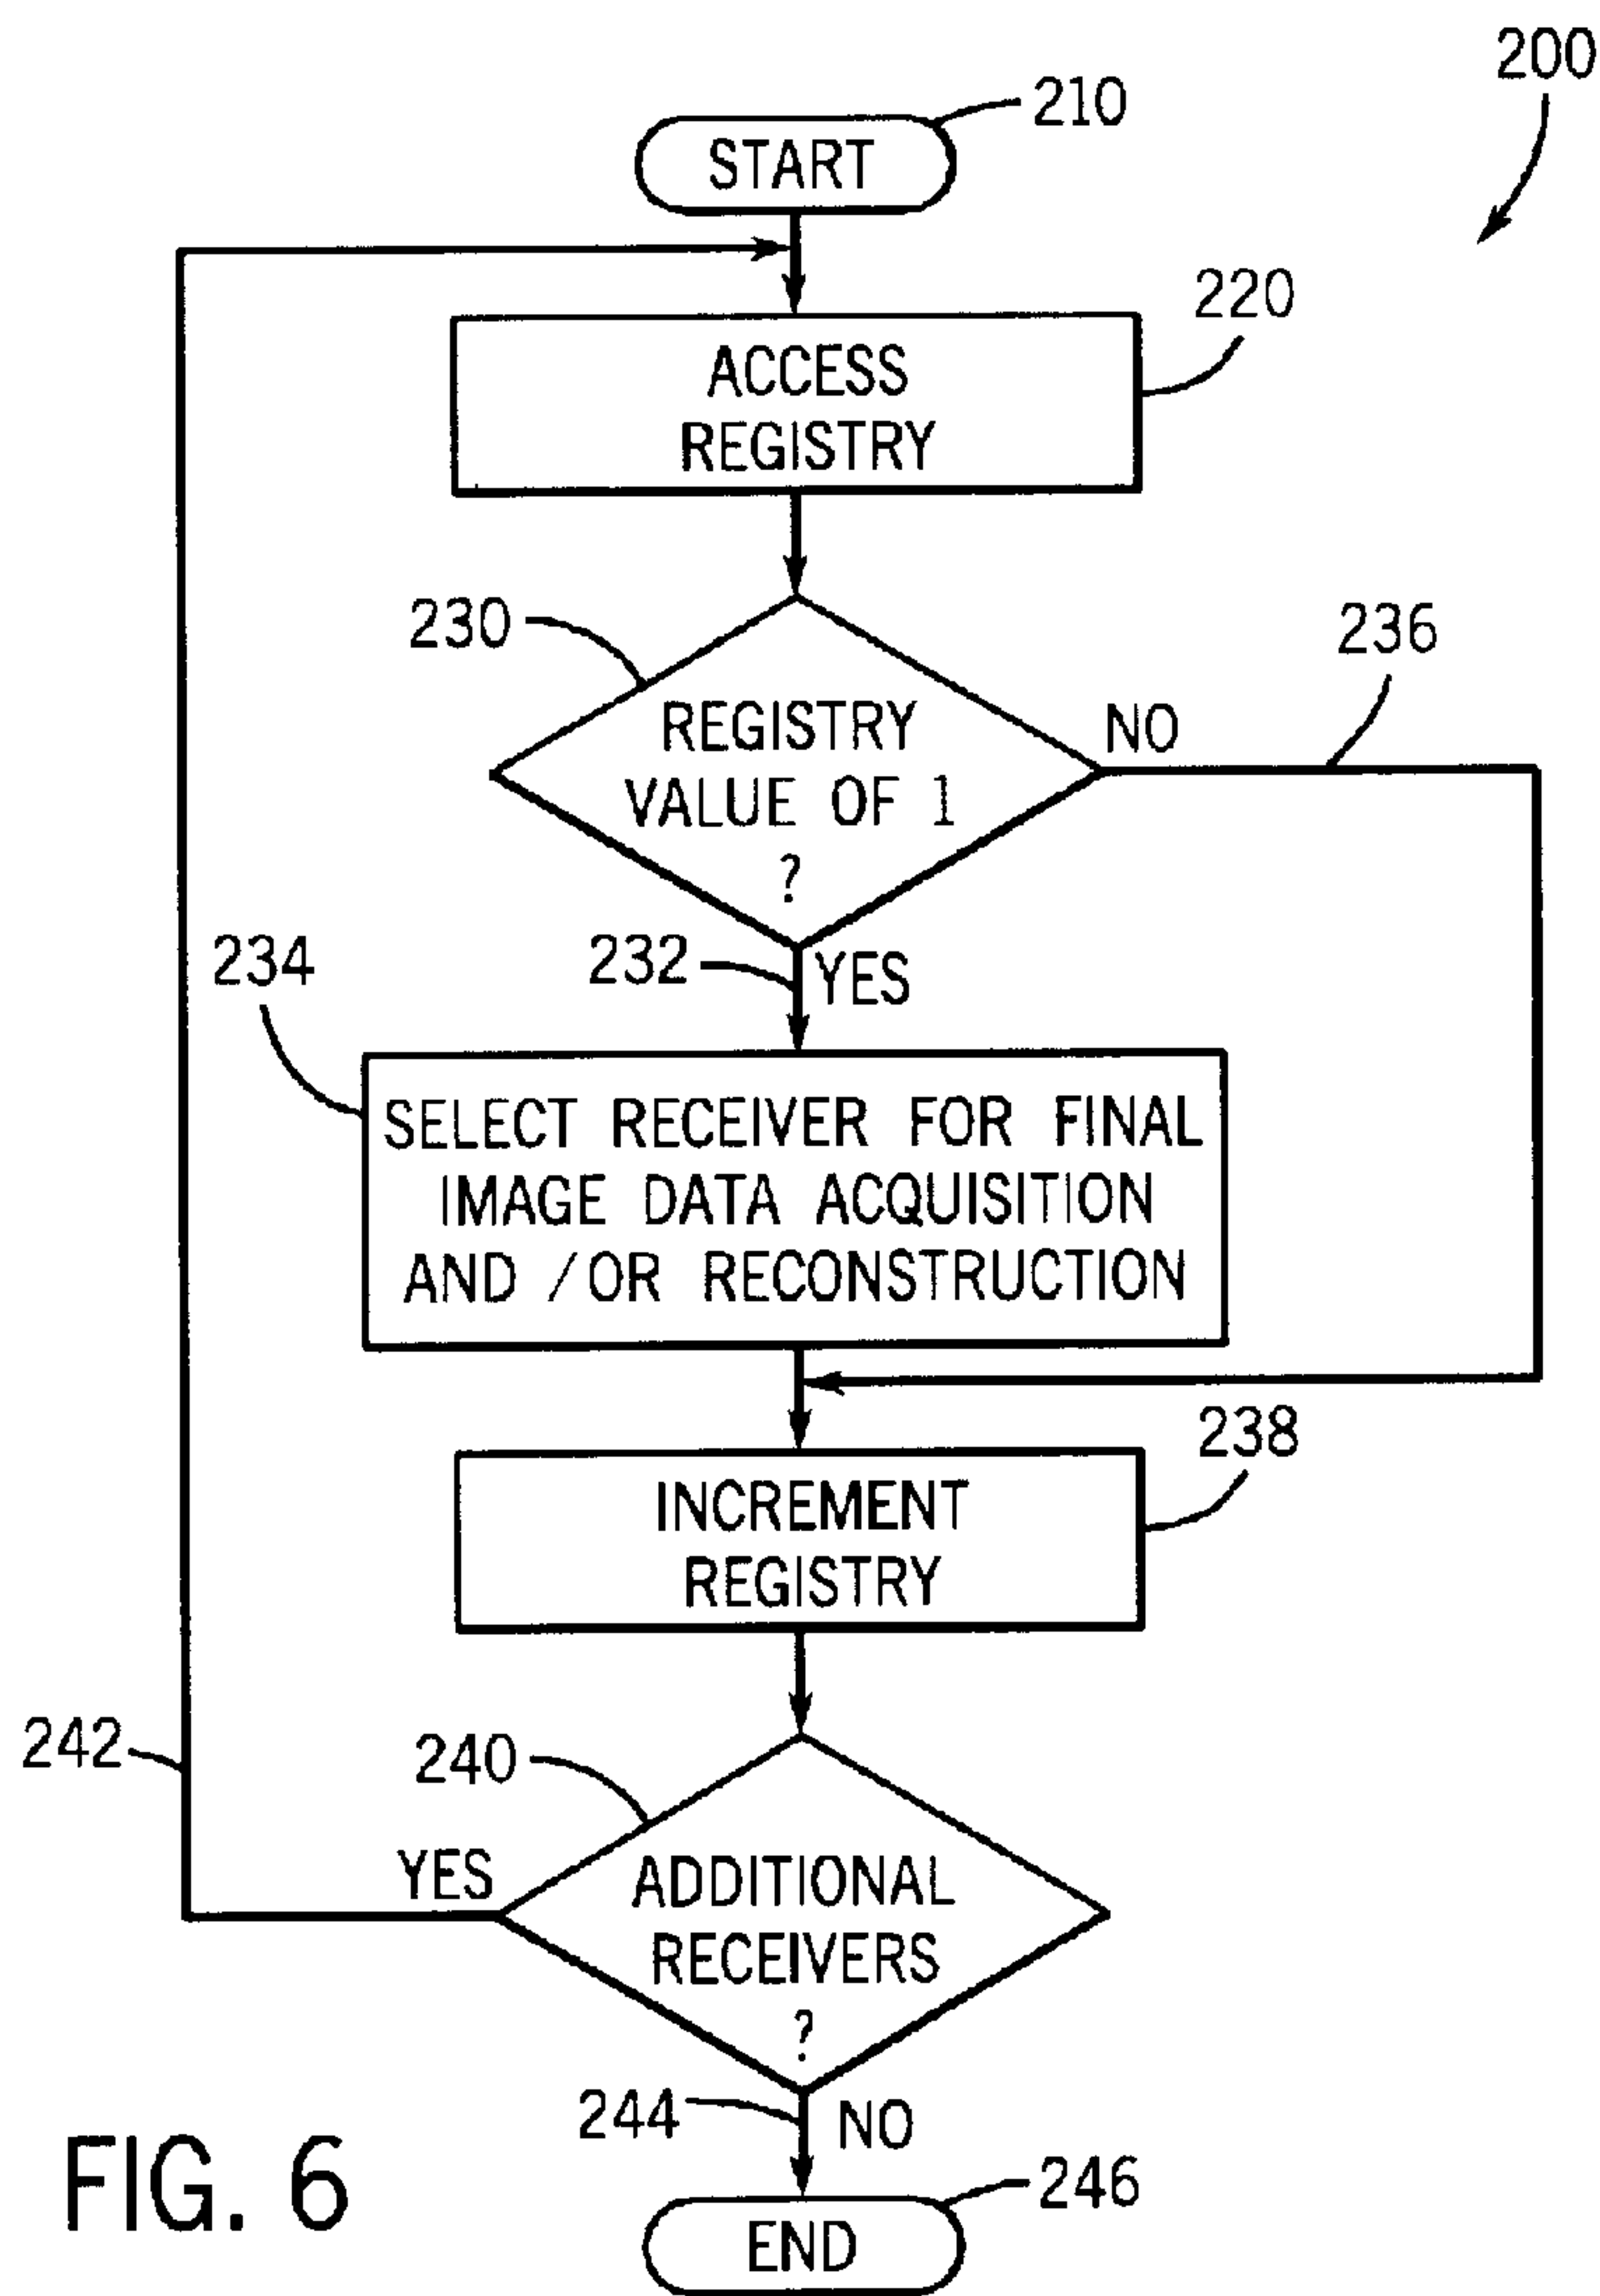 200
210
START
220
ACCESS
REGISTRY
230
236
REGISTRY
VALUE OF 1
?
NO
234
232
YES
SELECT RECEIVER FOR FINAL
IMAGE DATA ACQUISITION
AND /OR RECONSTRUCTION
238
INCREMENT
REGISTRY
242
240
YES
ADDITIONAL
RECEIVERS
?
244
NO
FIG. 6
246
END